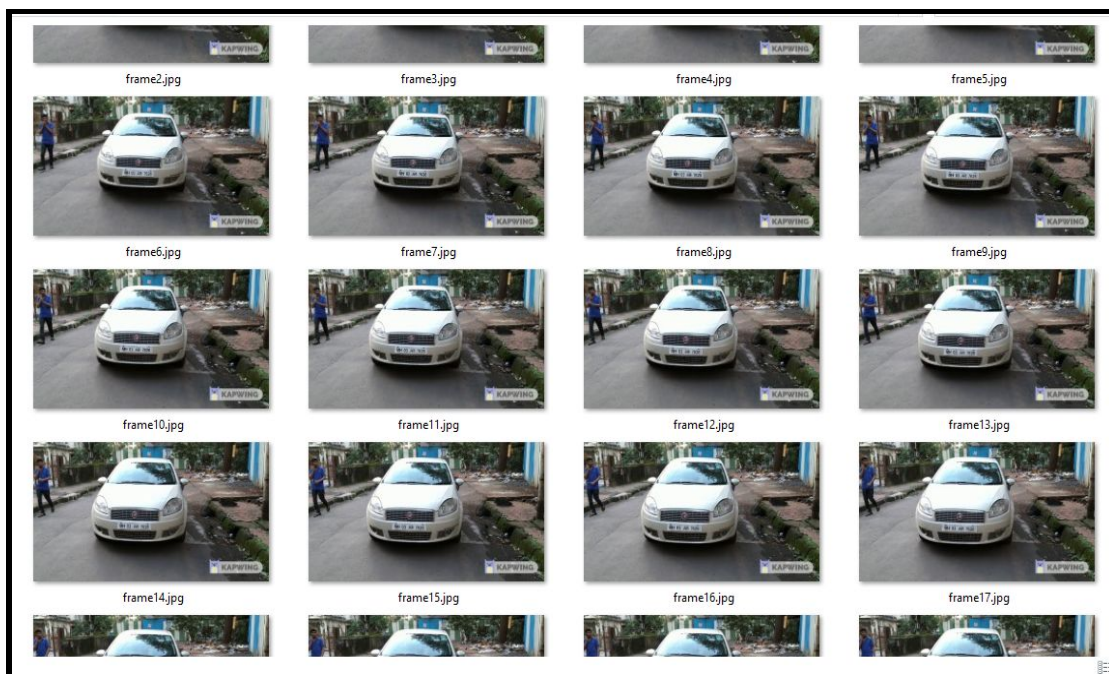 KAPWING KAPWING KAPWING KAPWING
frame2.jpg frame3.jpg frame4.jpg frame5.jpg
KAPWING KAPWING KAPWING KAPWING
frame6.jpg frame7.jpg frame8.jpg frame9.jpg
KAPWING KAPWING KAPWING KAPWING
frame10.jpg frame11.jpg frame12.jpg frame13.jpg
KAPWING KAPWING KAPWING KAPWING
frame14.jpg frame15.jpg frame16.jpg frame17.jpg